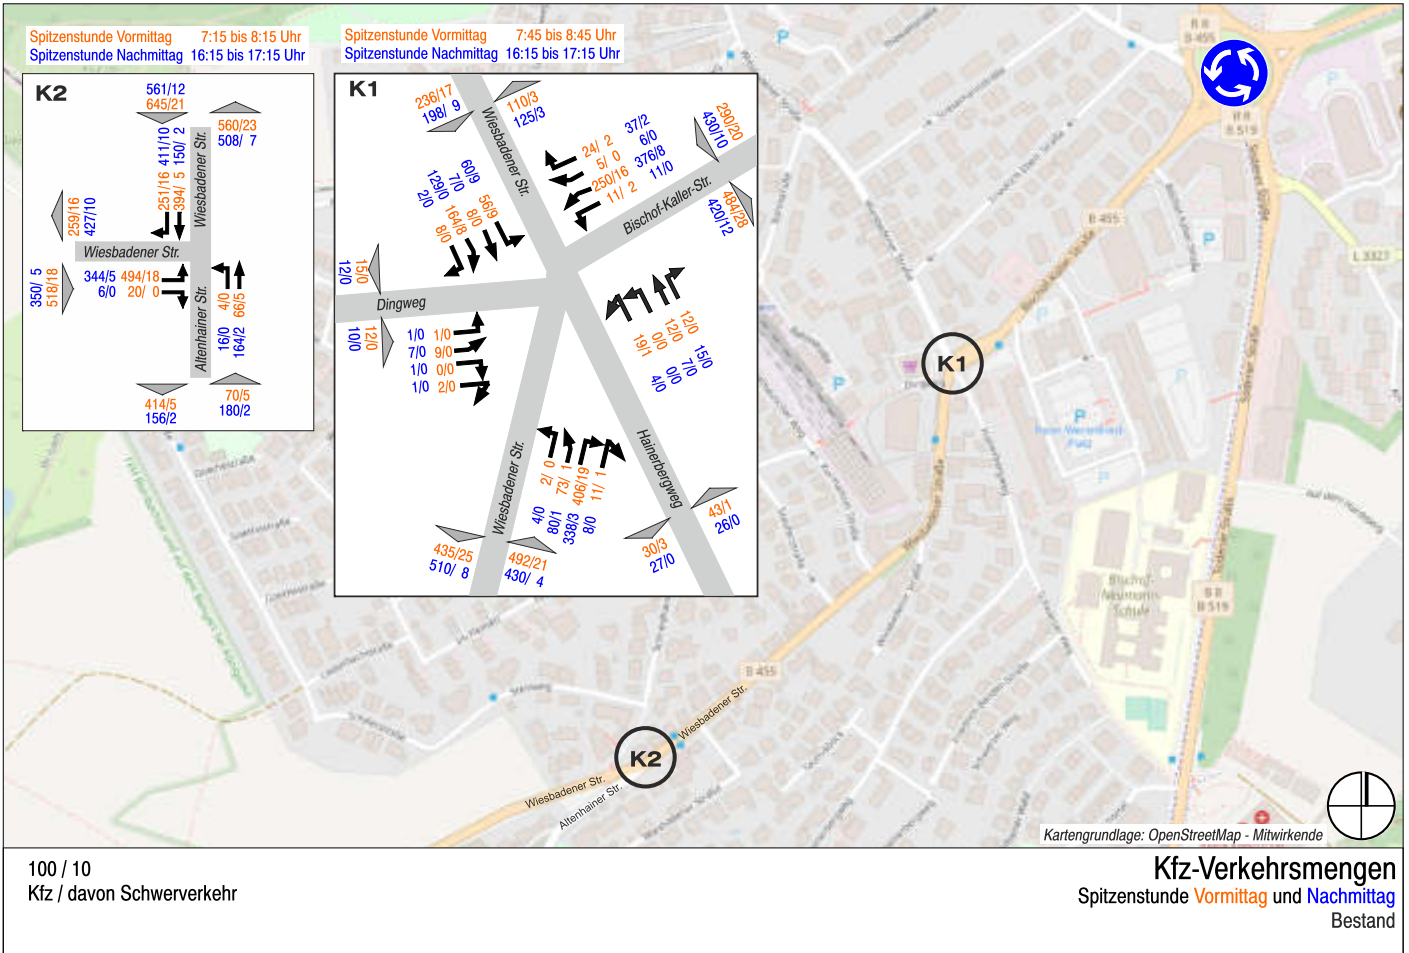 Spitzenstunde Vormittag 7:15 bis 8:15 Uhr
Spitzenstunde Nachmittag 16:15 bis 17:15 Uhr
Spitzenstunde Vormittag 7:45 bis 8:45 Uhr
Spitzenstunde Nachmittag 16:15 bis 17:15 Uhr
K2
561/12
645/21
560/23
508/ 7
411/10
150/ 2
251/16
394/ 5
Wiesbadener Str.
259/16
427/10
Wiesbadener Str.
350/ 5
518/18
344/5 494/18
6/0 20/ 0
Altenhainer Str.
4/0
66/5
16/0
164/2
414/5
156/2
70/5
180/2
K1
236/17
198/ 9
Wiesbadener Str.
110/3
125/3
24/ 2
5/ 0
250/16
11/ 2
37/2
6/0
376/8
11/0
290/20
430/10
Bischof-Kaller-Str.
484/28
420/12
60/9
7/0
129/0
2/0
56/9
8/0
164/8
8/0
12/0
15/0
Dingweg
10/0
12/0
1/0 1/0
7/0 9/0
1/0 0/0
1/0 2/0
12/0
12/0
0/0
19/1
15/0
7/0
0/0
4/0
Wiesbadener Str.
2/ 0
73/ 1
406/19
11/ 1
4/0
80/1
338/3
8/0
Hainerbergweg
435/25
510/ 8
492/21
430/ 4
30/3
27/0
43/1
26/0
B 8
B 455
B 8
B 519
B 455
L 3327
P
P
P
P
P
K1
B 8
B 519
Bischof-
Neumann-
Schule
B 455
Wiesbadener Str.
K2
Wiesbadener Str.
Altenhainer Str.
Kartengrundlage: OpenStreetMap - Mitwirkende
100 / 10
Kfz / davon Schwerverkehr
Kfz-Verkehrsmengen
Spitzenstunde Vormittag und Nachmittag
Bestand